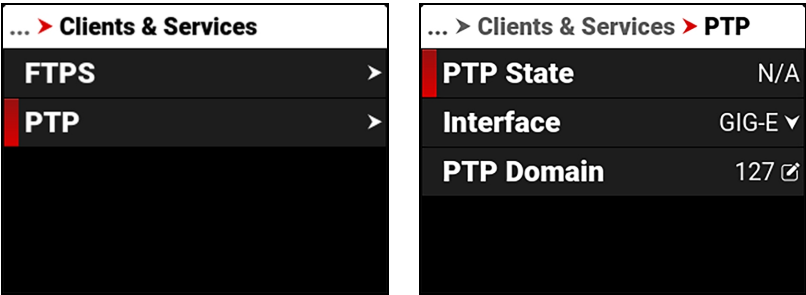 ... > Clients & Services
FTPS >
PTP >
... > Clients & Services > PTP
PTP State N/A
Interface GIG-E
PTP Domain 127